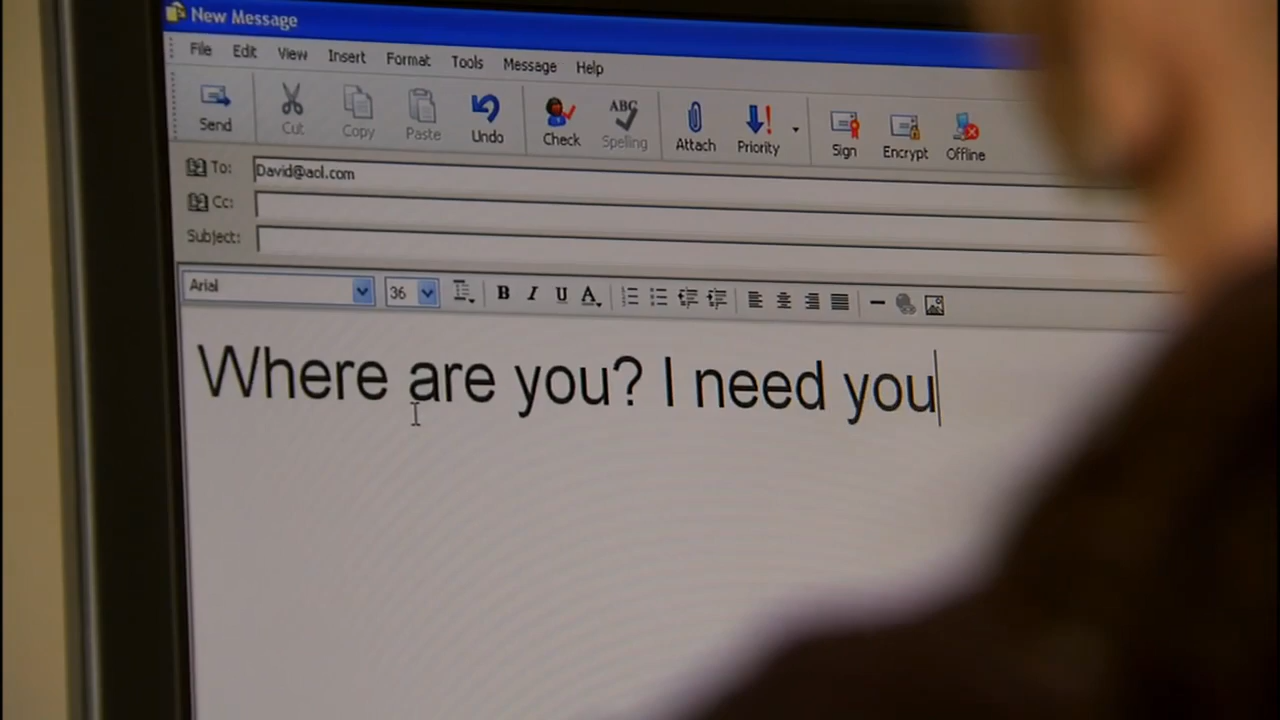 New Message
File Edit View Insert Format Tools Message Help
Send Cut Copy Paste Undo Check ABC Spelling Attach Priority Sign Encrypt Offline
To: David@aol.com
Cc:
Subject:
Arial 36 B I U A
Where are you? I need you